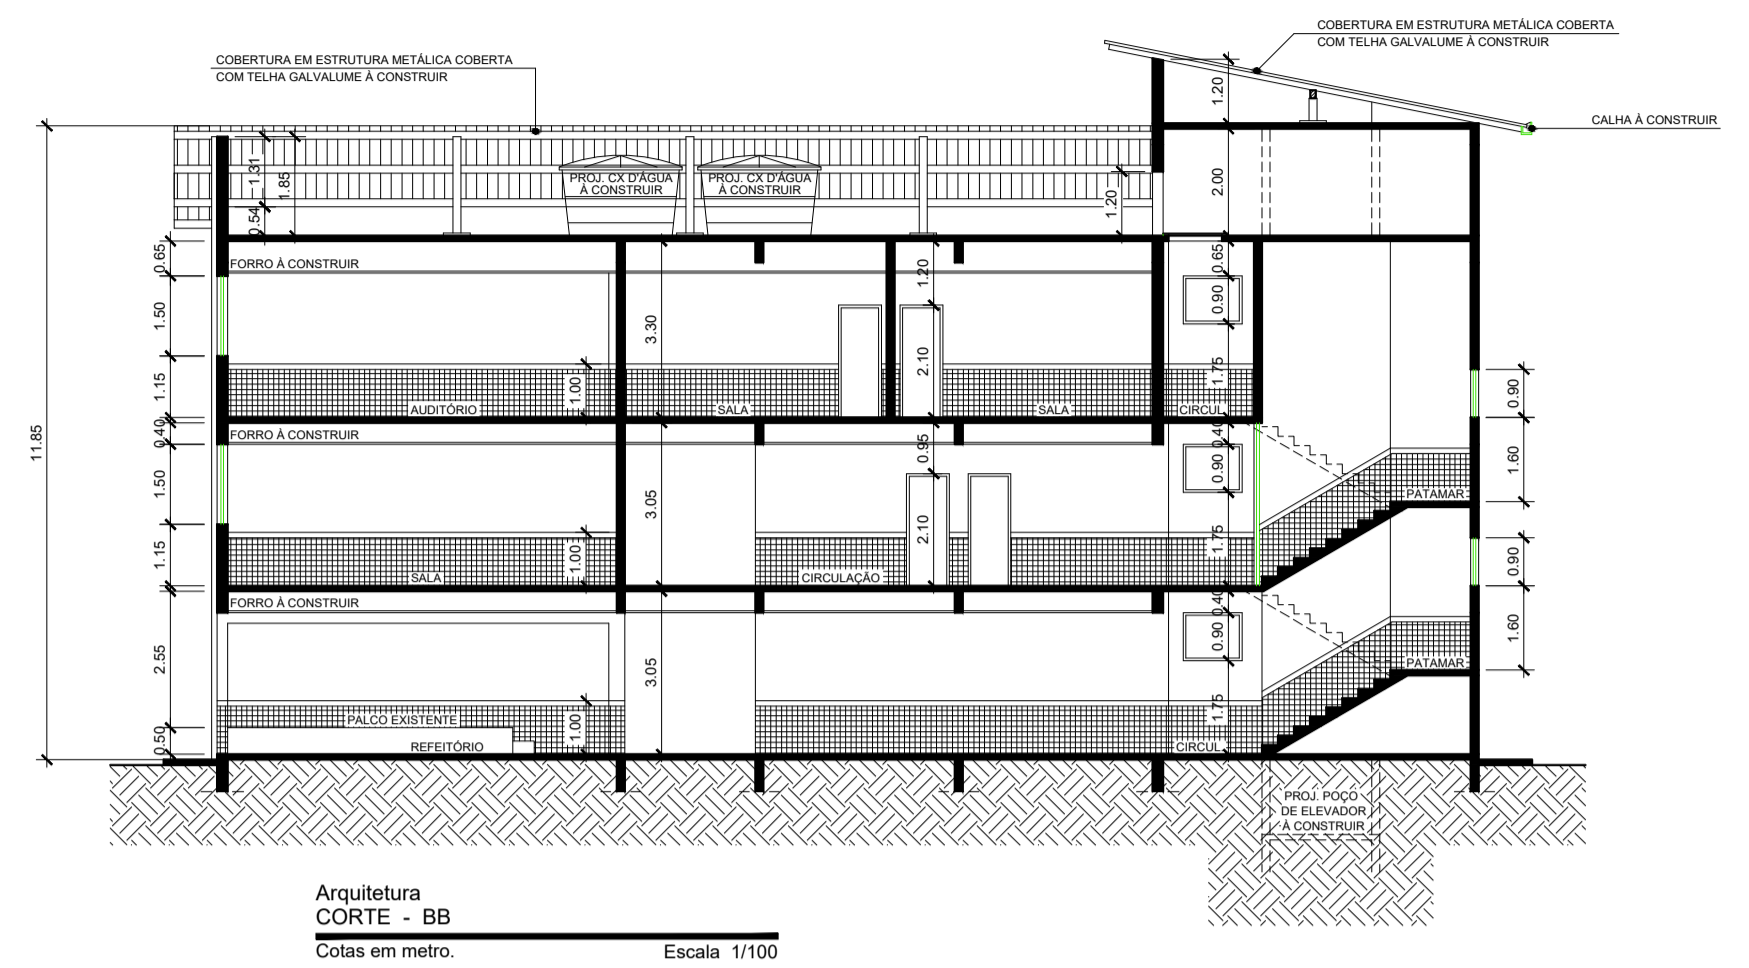 COBERTURA EM ESTRUTURA METÁLICA COBERTA
COM TELHA GALVALUME À CONSTRUIR
COBERTURA EM ESTRUTURA METÁLICA COBERTA
COM TELHA GALVALUME À CONSTRUIR
CALHA À CONSTRUIR
1.20
1.31
1.85
0.54
PROJ. CX D'ÁGUA
À CONSTRUIR
PROJ. CX D'ÁGUA
À CONSTRUIR
1.20
2.00
11.85
0.65
1.50
1.15
0.40
1.50
1.15
2.55
0.50
FORRO À CONSTRUIR
3.30
1.20
2.10
0.65
0.90
1.75
1.00
AUDITÓRIO
SALA
SALA
CIRCUL
0.90
1.60
FORRO À CONSTRUIR
3.05
0.95
2.10
0.40
0.90
1.75
1.00
SALA
CIRCULAÇÃO
PATAMAR
0.90
1.60
FORRO À CONSTRUIR
3.05
0.40
0.90
1.75
1.00
PALCO EXISTENTE
REFEITÓRIO
CIRCUL
PATAMAR
PROJ. POÇO
DE ELEVADOR
À CONSTRUIR
Arquitetura
CORTE - BB
Cotas em metro. Escala 1/100